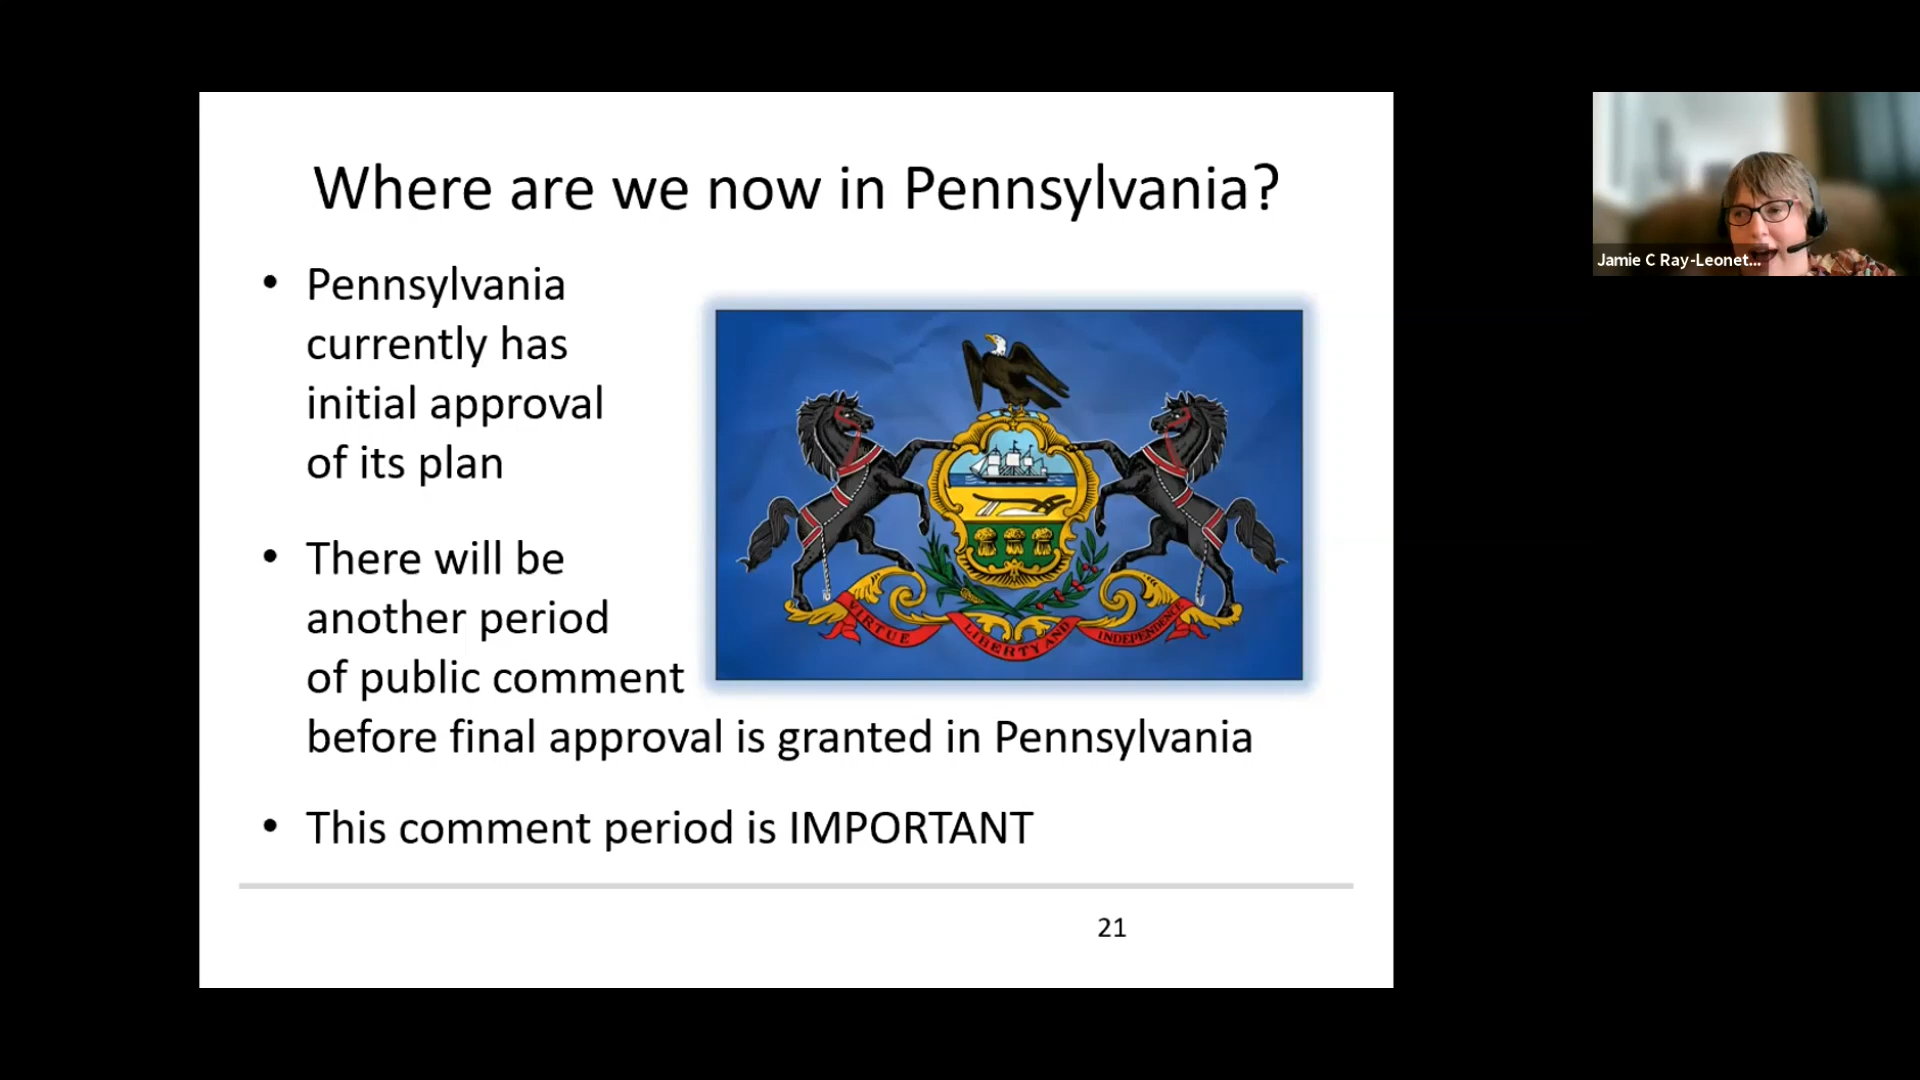 Where are we now in Pennsylvania?
• Pennsylvania
currently has
initial approval
of its plan
• There will be
another period
of public comment
before final approval is granted in Pennsylvania
• This comment period is IMPORTANT
VIRTUE
LIBERTY AND
INDEPENDENCE
21
Jamie C Ray-Leonet...